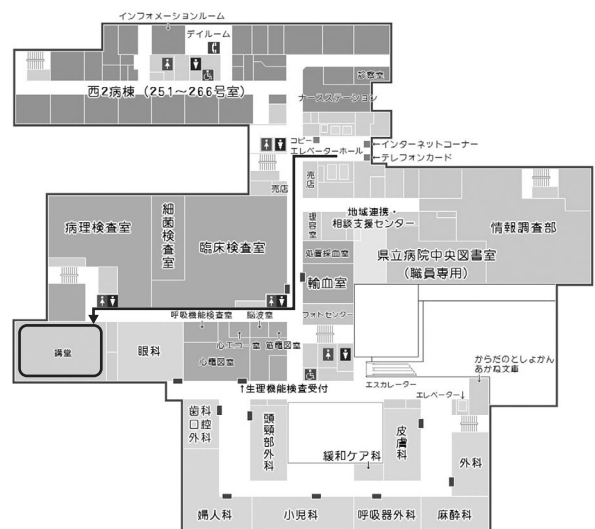 インフォメーションルーム
デイルーム
診察室
西2病棟（251～266号室）
ナースステーション
コピー
エレベーターホール
←インターネットコーナー
←テレフォンカード
売店
売店
病理検査室
細菌検査室
臨床検査室
理容室
地域連携・
相談支援センター
情報調査部
処置採血室
県立病院中央図書室
（職員専用）
輸血室
呼吸機能検査室
脳波室
フォトセンター
講堂
眼科
心エコー室
筋電図室
心電図室
からだのとしょかん
あかね文庫
エスカレーター
エレベーター
↑生理機能検査受付
歯科
口腔
外科
頭頸部外科
皮膚科
緩和ケア科
外科
婦人科
小児科
呼吸器外科
麻酔科